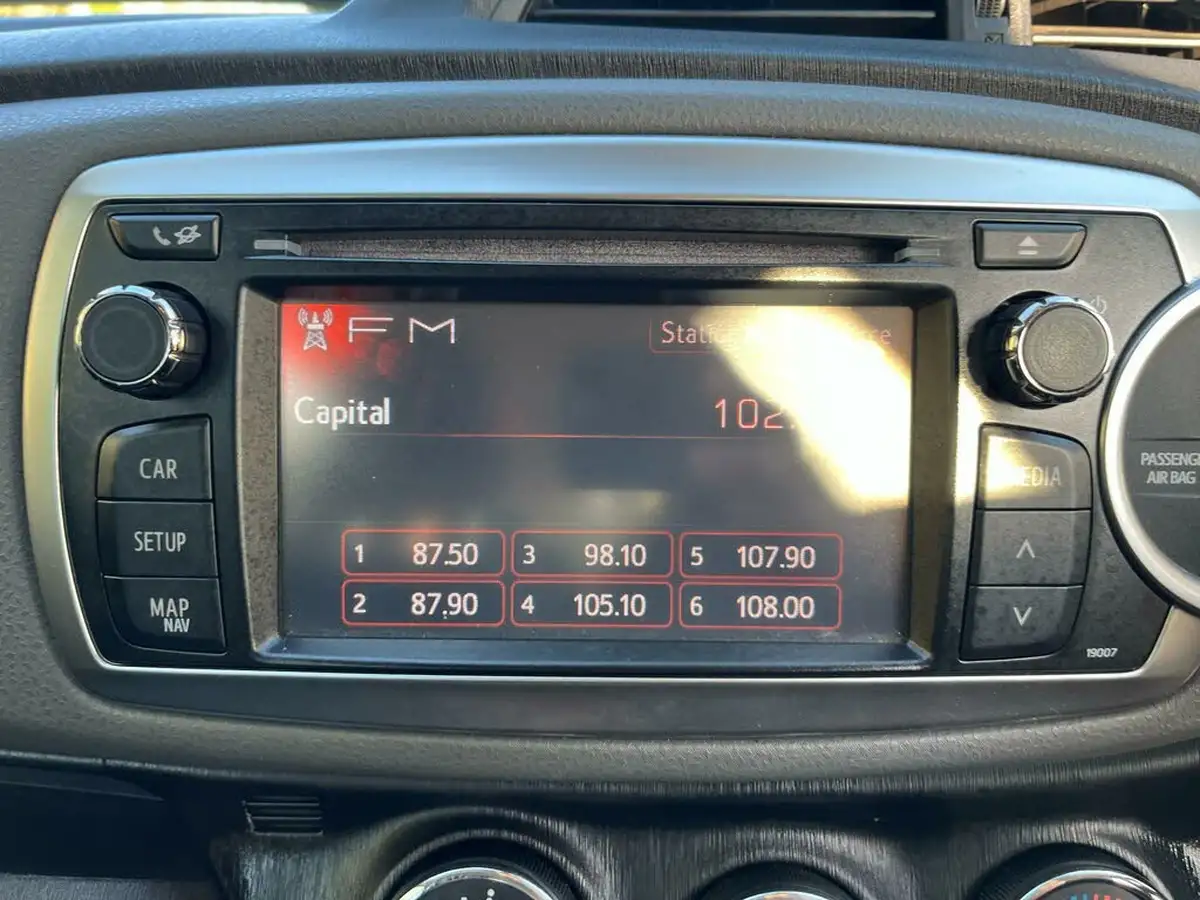 FM
Capital
102
CAR
SETUP
MAP
NAV
1 87.50 3 98.10 5 107.90
2 87.90 4 105.10 6 108.00
PASSENG
AIR BAG
19007